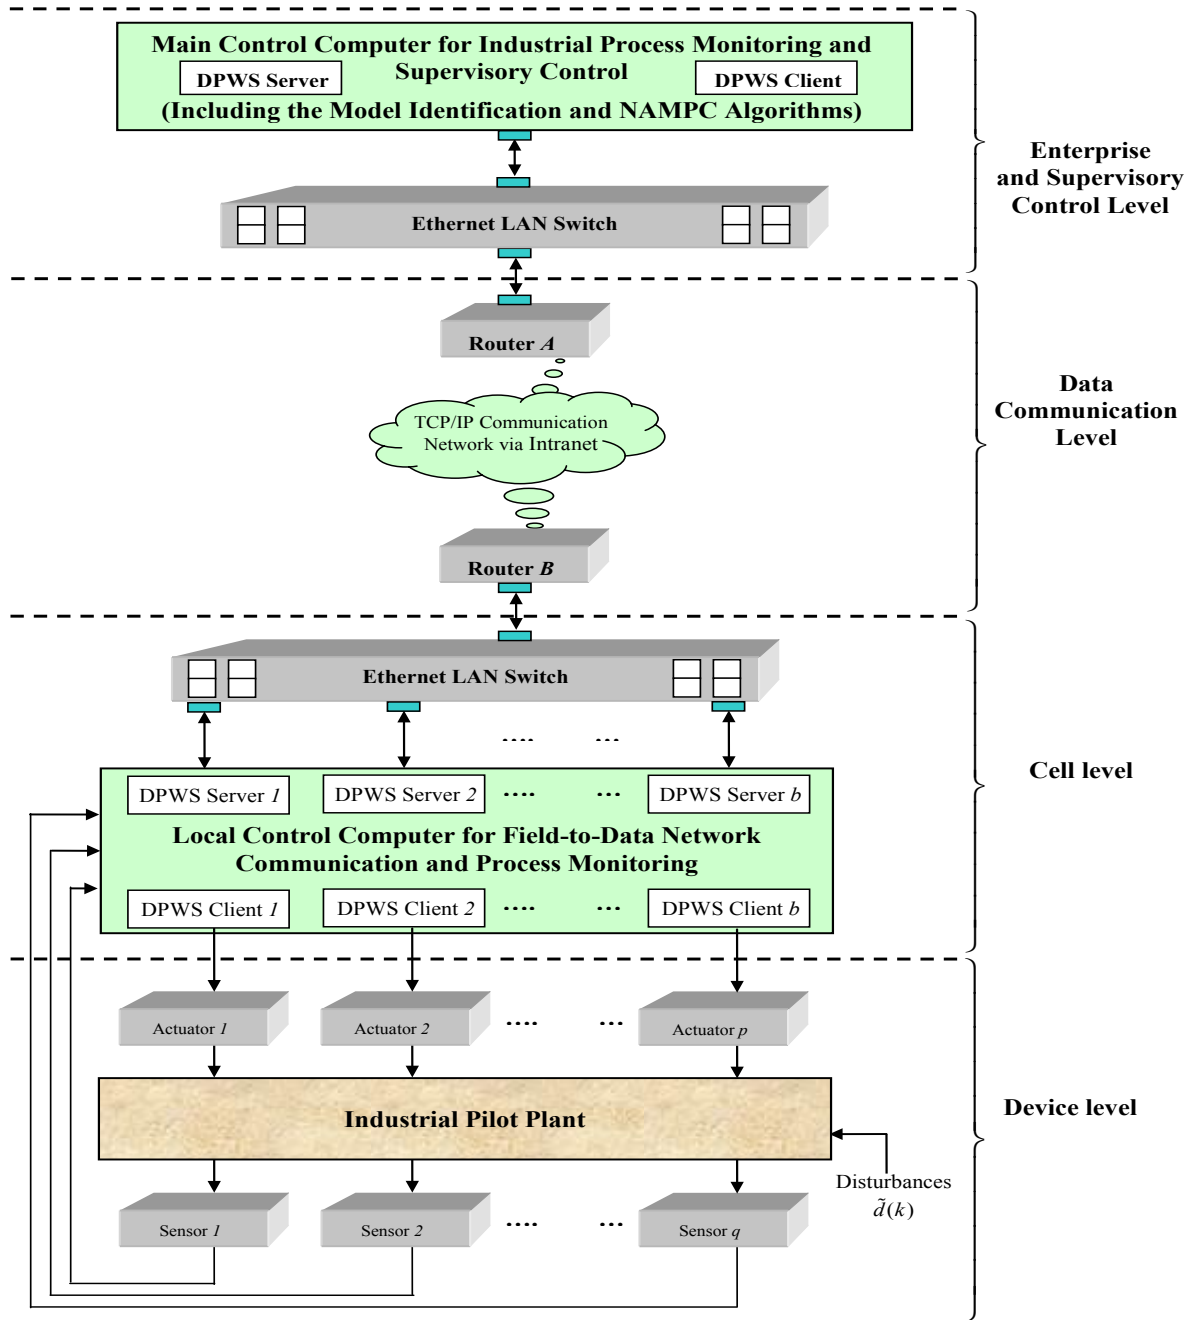 Main Control Computer for Industrial Process Monitoring and
Supervisory Control
DPWS Server
DPWS Client
(Including the Model Identification and NAMPC Algorithms)
Enterprise
and Supervisory
Control Level
Ethernet LAN Switch
Router A
TCP/IP Communication
Network via Intranet
Data
Communication
Level
Router B
Ethernet LAN Switch
.... ...
DPWS Server 1
DPWS Server 2
.... ...
DPWS Server b
Local Control Computer for Field-to-Data Network
Communication and Process Monitoring
DPWS Client 1
DPWS Client 2
.... ...
DPWS Client b
Cell level
Actuator 1
Actuator 2
.... ...
Actuator p
Industrial Pilot Plant
Device level
Disturbances
d̃(k)
Sensor 1
Sensor 2
.... ...
Sensor q